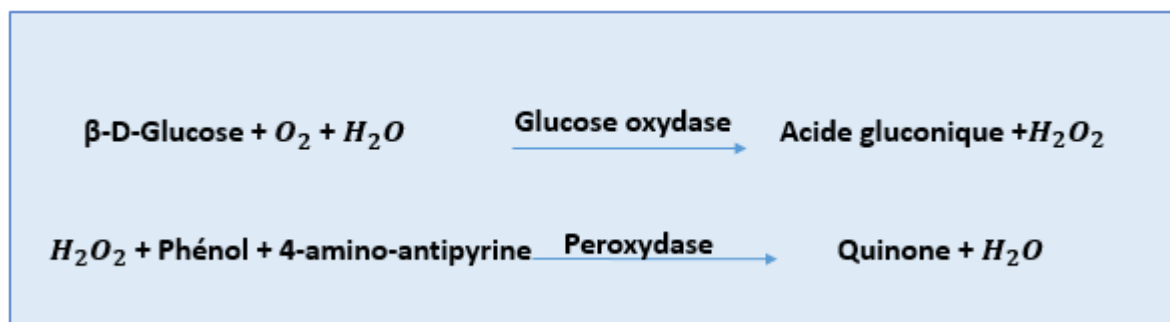 β-D-Glucose + O₂ + H₂O Glucose oxydase Acide gluconique +H₂O₂
H₂O₂ + Phénol + 4-amino-antipyrine Peroxydase Quinone + H₂O